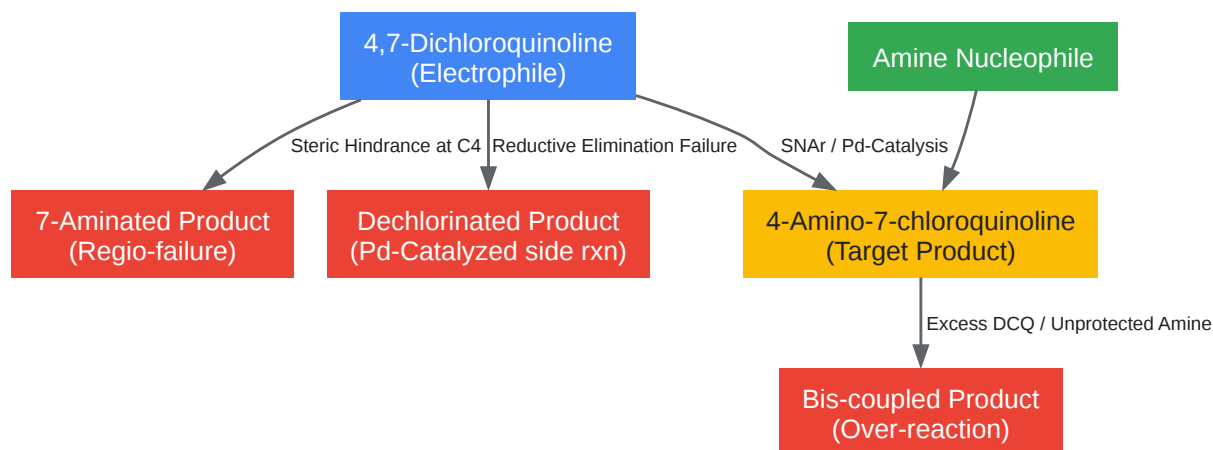 4,7-Dichloroquinoline
(Electrophile)
Amine Nucleophile
Steric Hindrance at C4
Reductive Elimination Failure
SNAr / Pd-Catalysis
7-Aminated Product
(Regio-failure)
Dechlorinated Product
(Pd-Catalyzed side rxn)
4-Amino-7-chloroquinoline
(Target Product)
Excess DCQ / Unprotected Amine
Bis-coupled Product
(Over-reaction)